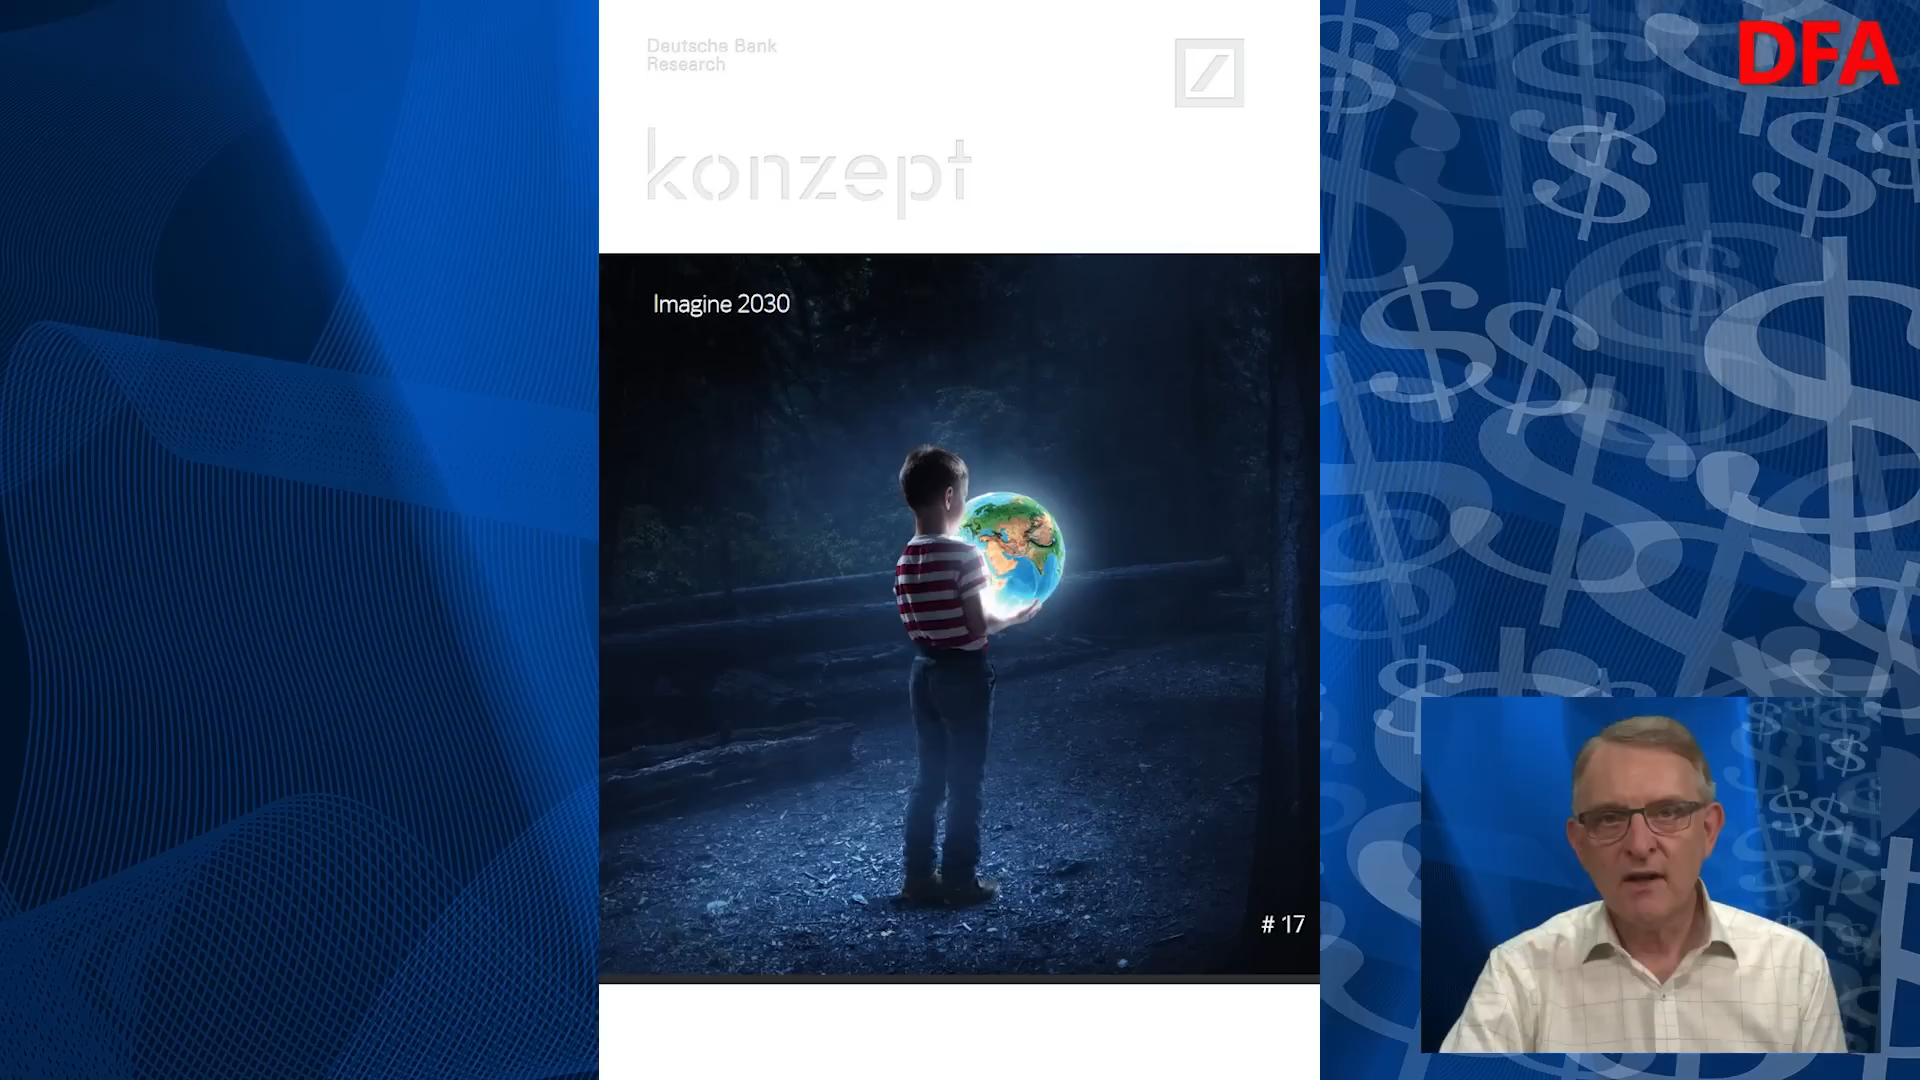 Deutsche Bank
Research
DFA
konzept
Imagine 2030
# 17